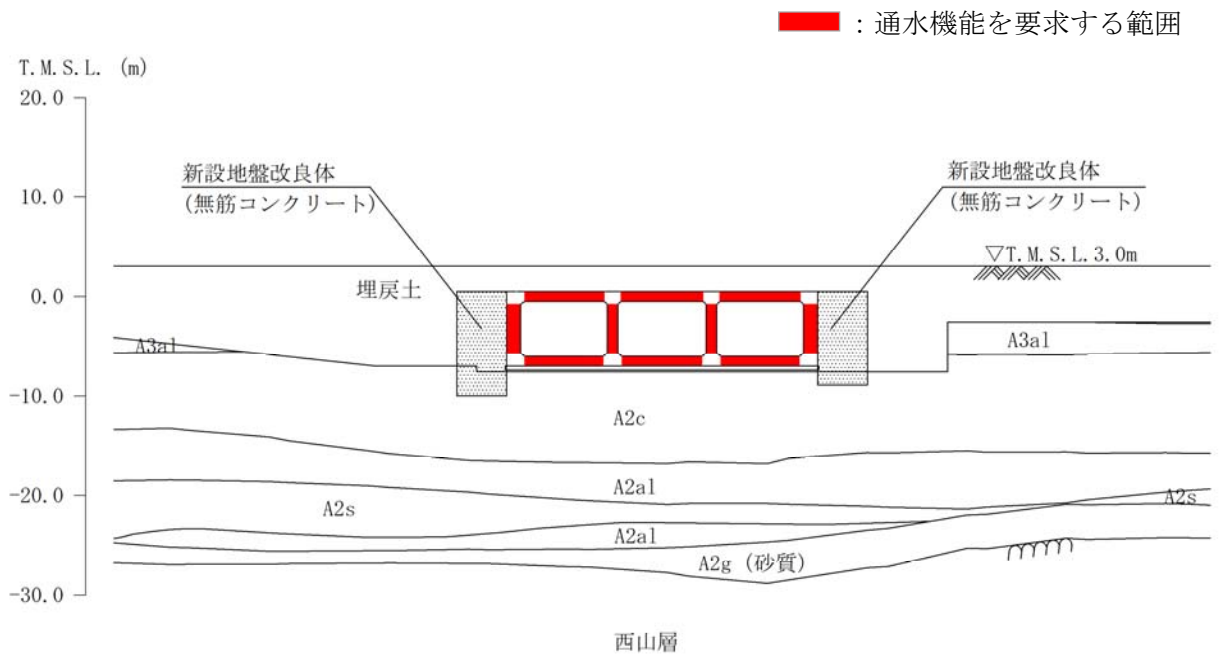 ：通水機能を要求する範囲
T.M.S.L. (m)
20.0
新設地盤改良体
(無筋コンクリート)
新設地盤改良体
(無筋コンクリート)
10.0
▽T.M.S.L.3.0m
埋戻土
0.0
A3al
A3al
-10.0
A2c
A2al
-20.0
A2s
A2s
A2al
A2g (砂質)
-30.0
西山層